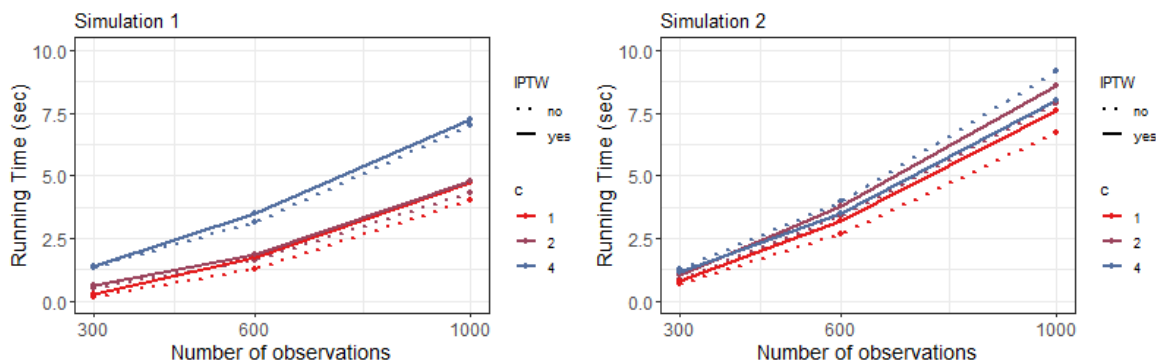 Simulation 1
Running Time (sec)
10.0
7.5
5.0
2.5
0.0
300
600
1000
Number of observations
IPTW
no
yes
c
1
2
4
Simulation 2
Running Time (sec)
10.0
7.5
5.0
2.5
0.0
300
600
1000
Number of observations
IPTW
no
yes
c
1
2
4